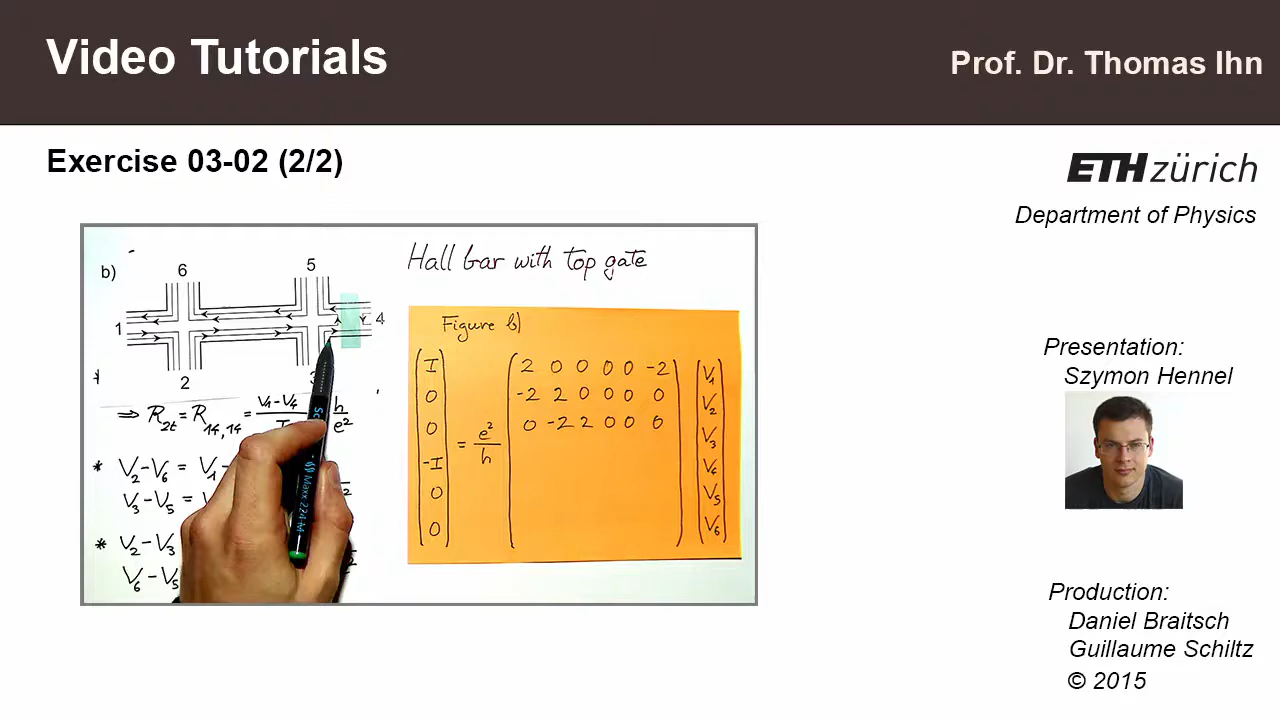 Video Tutorials
Prof. Dr. Thomas Ihn
Exercise 03-02 (2/2)
ETH zürich
Department of Physics
b)
6
5
1
4
2
3
⇒ R2t = R14,14 = V1-V4 / I h / e²
* V2-V6 = V1-
V3-V5 =
* V2-V3
V6-V5
Hall bar with top gate
Figure b)
I 2 0 0 0 0 -2 V1
0 -2 2 0 0 0 0 V2
0 = e²/h 0 -2 2 0 0 0 V3
-I V4
0 V5
0 V6
Presentation:
Szymon Hennel
Production:
Daniel Braitsch
Guillaume Schiltz
© 2015